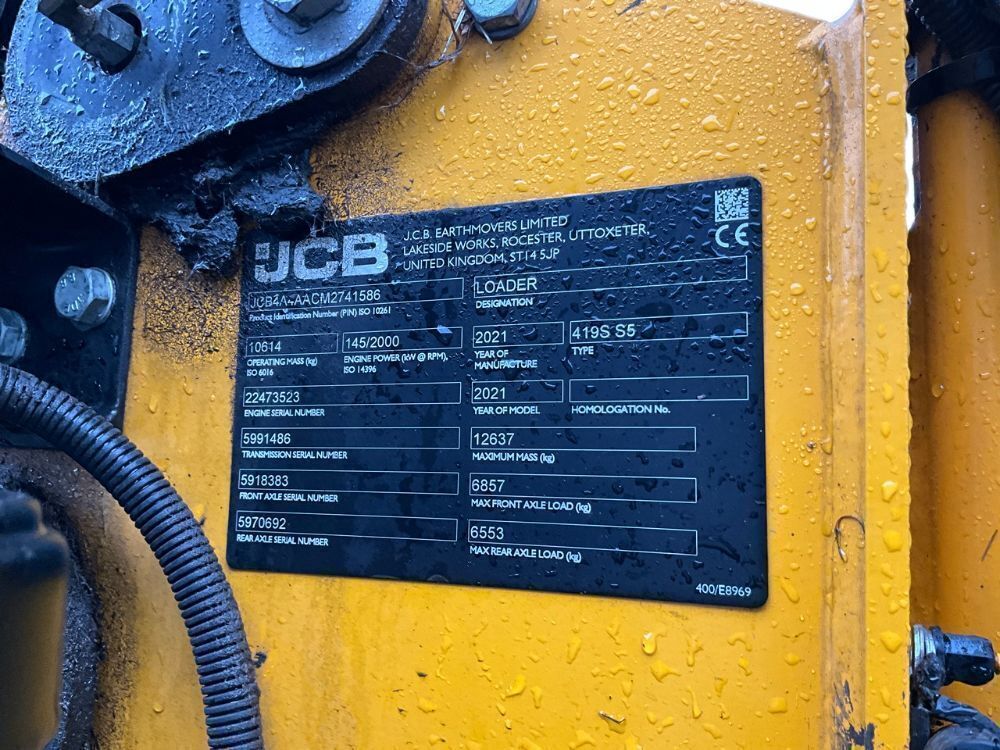 JCB
J.C.B. EARTHMOVERS LIMITED
LAKESIDE WORKS, ROCESTER, UTTOXETER,
UNITED KINGDOM, ST14 5JP
CE
LOADER
Product Identification Number (PIN) ISO 10261
DESIGNATION
10614
145/2000
2021
419S S5
OPERATING MASS (kg)
ISO 6016
ENGINE POWER (kW @ RPM),
ISO 14396
YEAR OF
MANUFACTURE
TYPE
22473523
2021
ENGINE SERIAL NUMBER
YEAR OF MODEL
HOMOLOGATION No.
5991486
12637
TRANSMISSION SERIAL NUMBER
MAXIMUM MASS (kg)
5918383
6857
FRONT AXLE SERIAL NUMBER
MAX FRONT AXLE LOAD (kg)
5970692
6553
REAR AXLE SERIAL NUMBER
MAX REAR AXLE LOAD (kg)
400/E8969